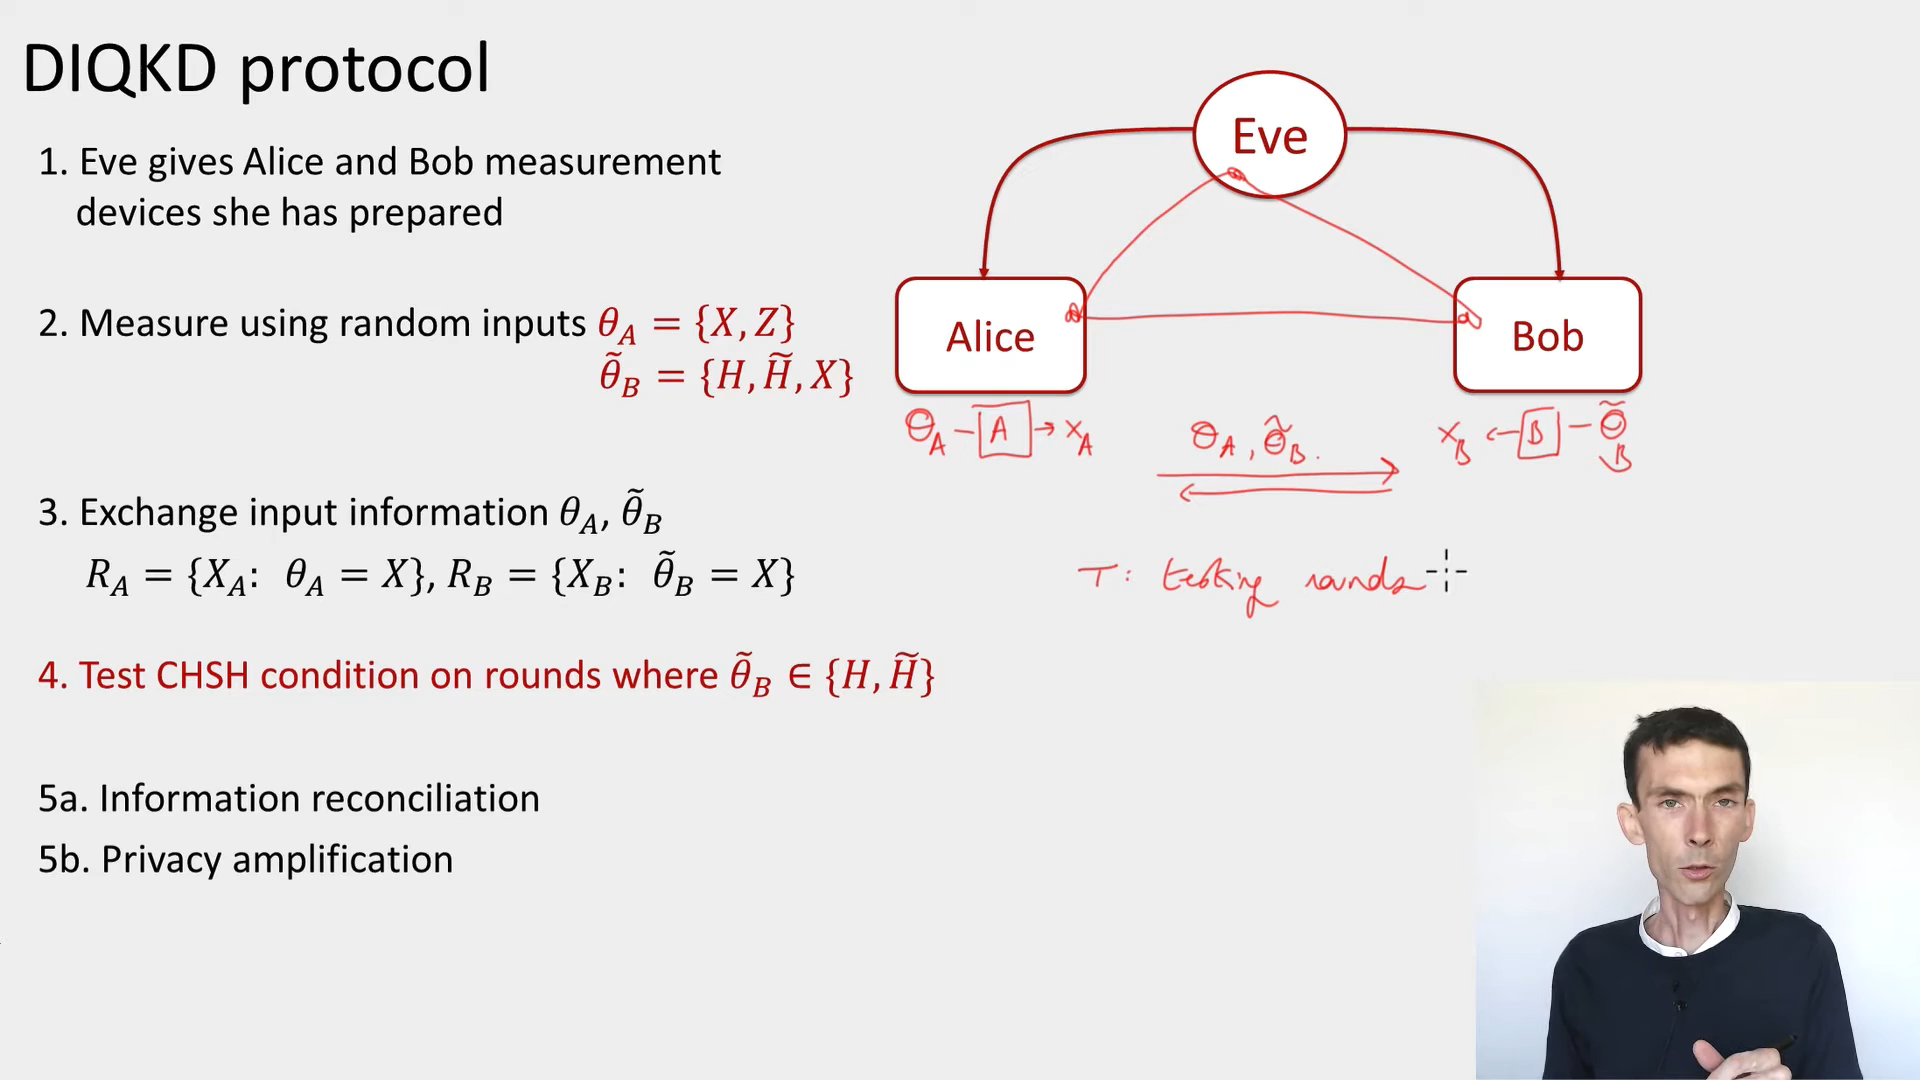 DIQKD protocol
1. Eve gives Alice and Bob measurement
devices she has prepared
2. Measure using random inputs θ_A = {X, Z}
θ̃_B = {H, H̃, X}
3. Exchange input information θ_A, θ̃_B
R_A = {X_A: θ_A = X}, R_B = {X_B: θ̃_B = X}
4. Test CHSH condition on rounds where θ̃_B ∈ {H, H̃}
5a. Information reconciliation
5b. Privacy amplification
Eve
Alice
Bob
Θ_A – A → x_A
Θ_A, Θ̃_B.
x_B ← B – Θ̃_B
T: testing rounds